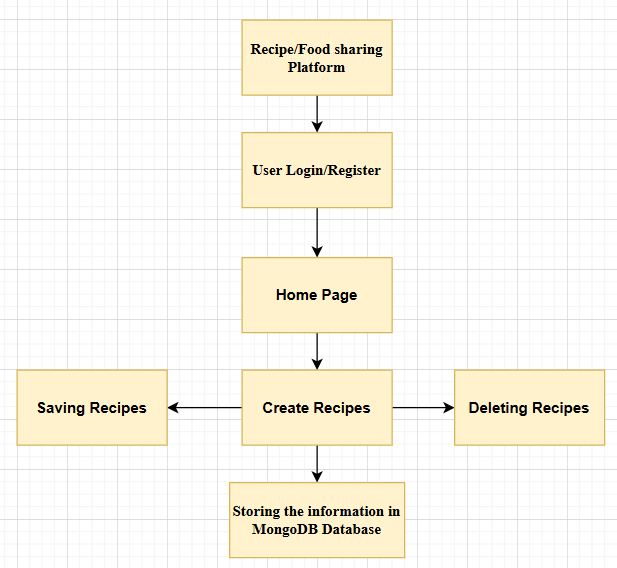 Recipe/Food sharing
Platform
User Login/Register
Home Page
Saving Recipes
Create Recipes
Deleting Recipes
Storing the information in
MongoDB Database